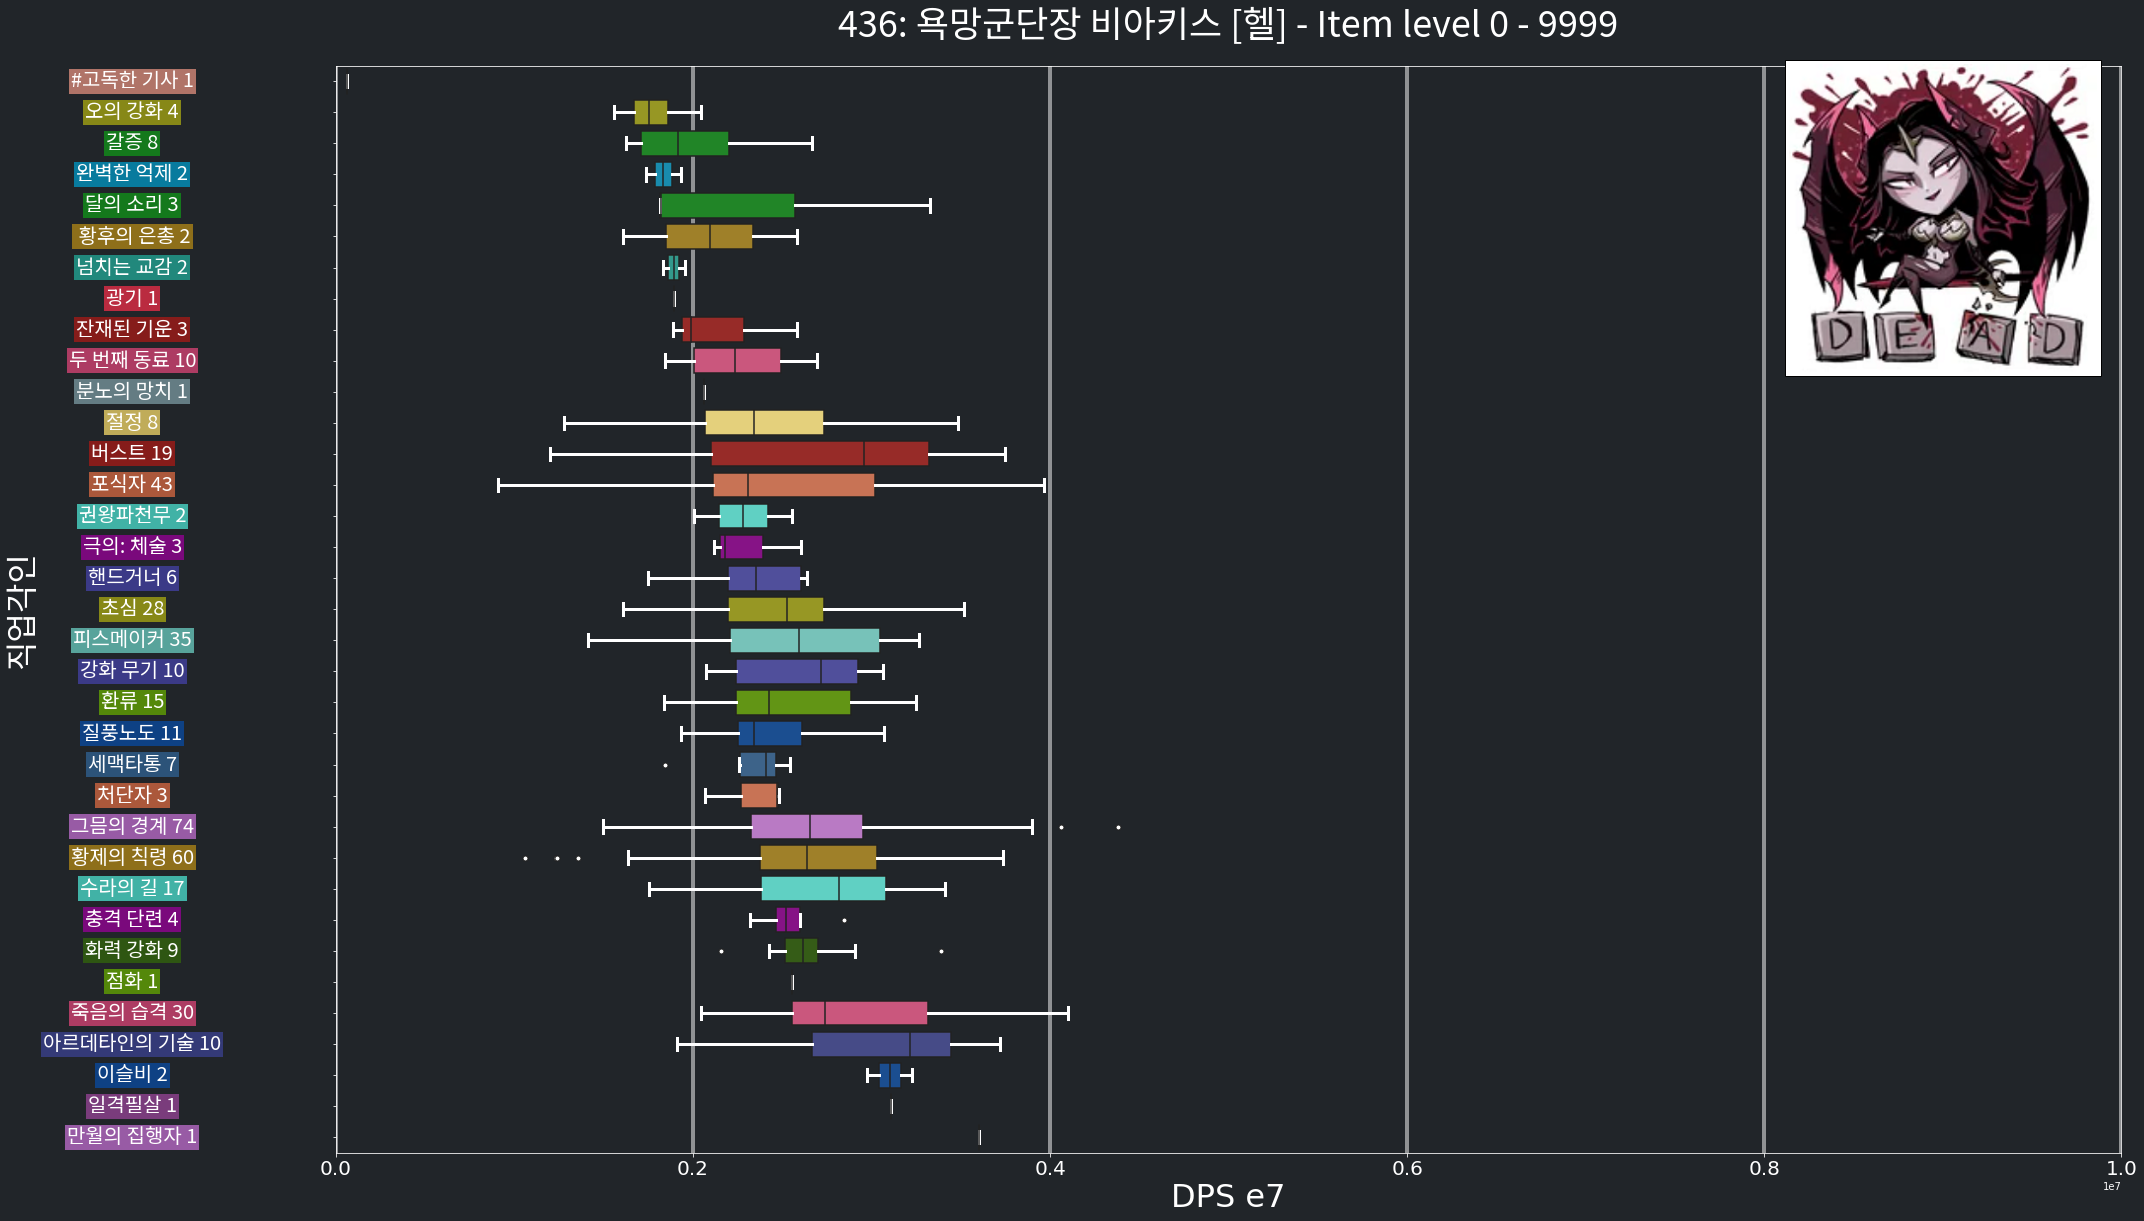 436: 욕망군단장 비아키스 [헬] - Item level 0 - 9999
#고독한 기사 1
오의 강화 4
갈증 8
완벽한 억제 2
달의 소리 3
황후의 은총 2
넘치는 교감 2
광기 1
잔재된 기운 3
두 번째 동료 10
분노의 망치 1
절정 8
버스트 19
포식자 43
권왕파천무 2
극의: 체술 3
핸드거너 6
초심 28
피스메이커 35
강화 무기 10
환류 15
질풍노도 11
세맥타통 7
처단자 3
그믐의 경계 74
황제의 칙령 60
수라의 길 17
충격 단련 4
화력 강화 9
점화 1
죽음의 습격 30
아르데타인의 기술 10
이슬비 2
일격필살 1
만월의 집행자 1
직업각인
DEAD
0.0 0.2 0.4 0.6 0.8 1.0
1e7
DPS e7